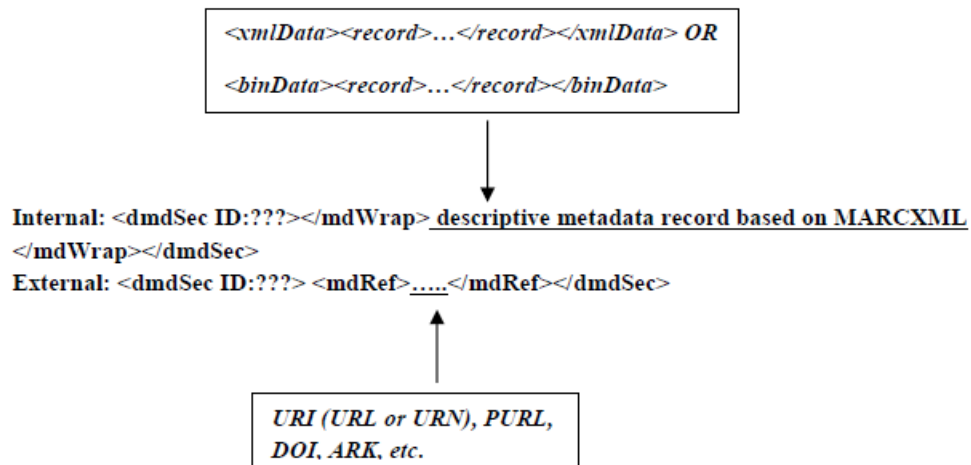 <xmlData><record>…</record></xmlData> OR
<binData><record>…</record></binData>
Internal: <dmdSec ID:???></mdWrap> descriptive metadata record based on MARCXML
</mdWrap></dmdSec>
External: <dmdSec ID:???> <mdRef>…..</mdRef></dmdSec>
URI (URL or URN), PURL,
DOI, ARK, etc.